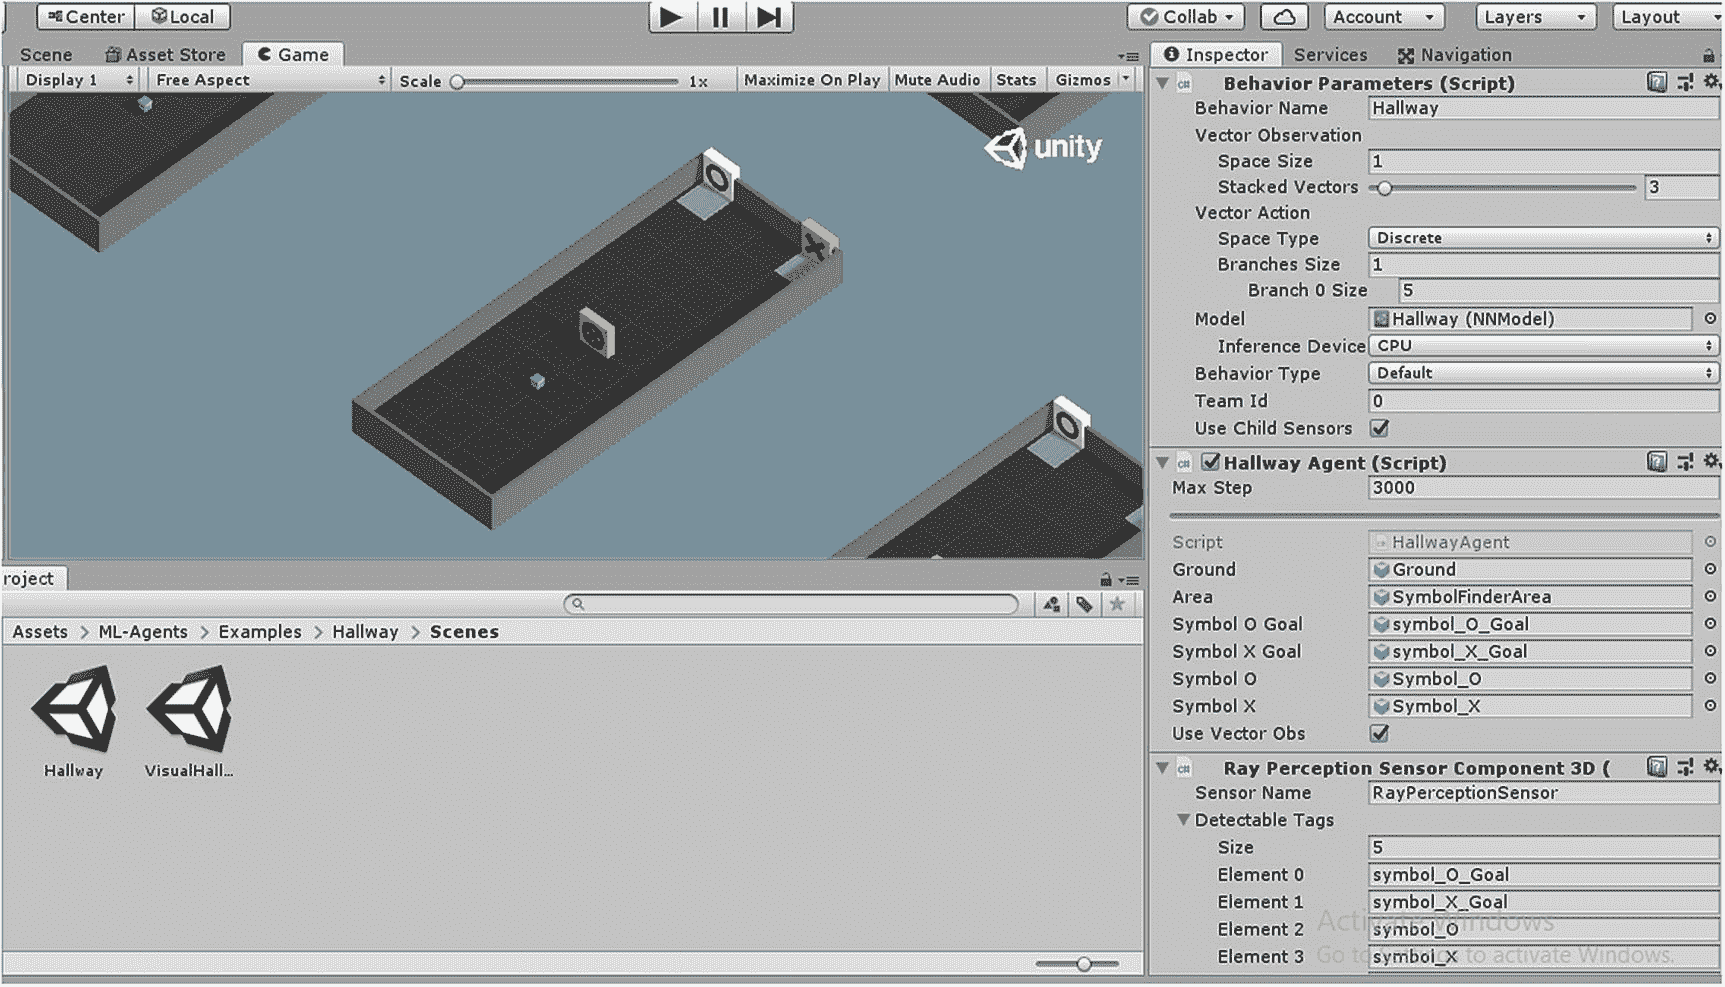 Center Local Collab Account Layers Layout
Scene Asset Store Game
Display 1 Free Aspect Scale 1x Maximize On Play Mute Audio Stats Gizmos
unity
roject
Assets > ML-Agents > Examples > Hallway > Scenes
Hallway VisualHall...
Inspector Services Navigation
Behavior Parameters (Script)
Behavior Name Hallway
Vector Observation
Space Size 1
Stacked Vectors 3
Vector Action
Space Type Discrete
Branches Size 1
Branch 0 Size 5
Model Hallway (NNModel)
Inference Device CPU
Behavior Type Default
Team Id 0
Use Child Sensors
Hallway Agent (Script)
Max Step 3000
Script HallwayAgent
Ground Ground
Area SymbolFinderArea
Symbol O Goal symbol_O_Goal
Symbol X Goal symbol_X_Goal
Symbol O Symbol_O
Symbol X Symbol_X
Use Vector Obs
Ray Perception Sensor Component 3D (
Sensor Name RayPerceptionSensor
Detectable Tags
Size 5
Element 0 symbol_O_Goal
Element 1 symbol_X_Goal
Element 2 symbol_O
Element 3 symbol_X
Activate Windows
Go to Settings to activate Windows.